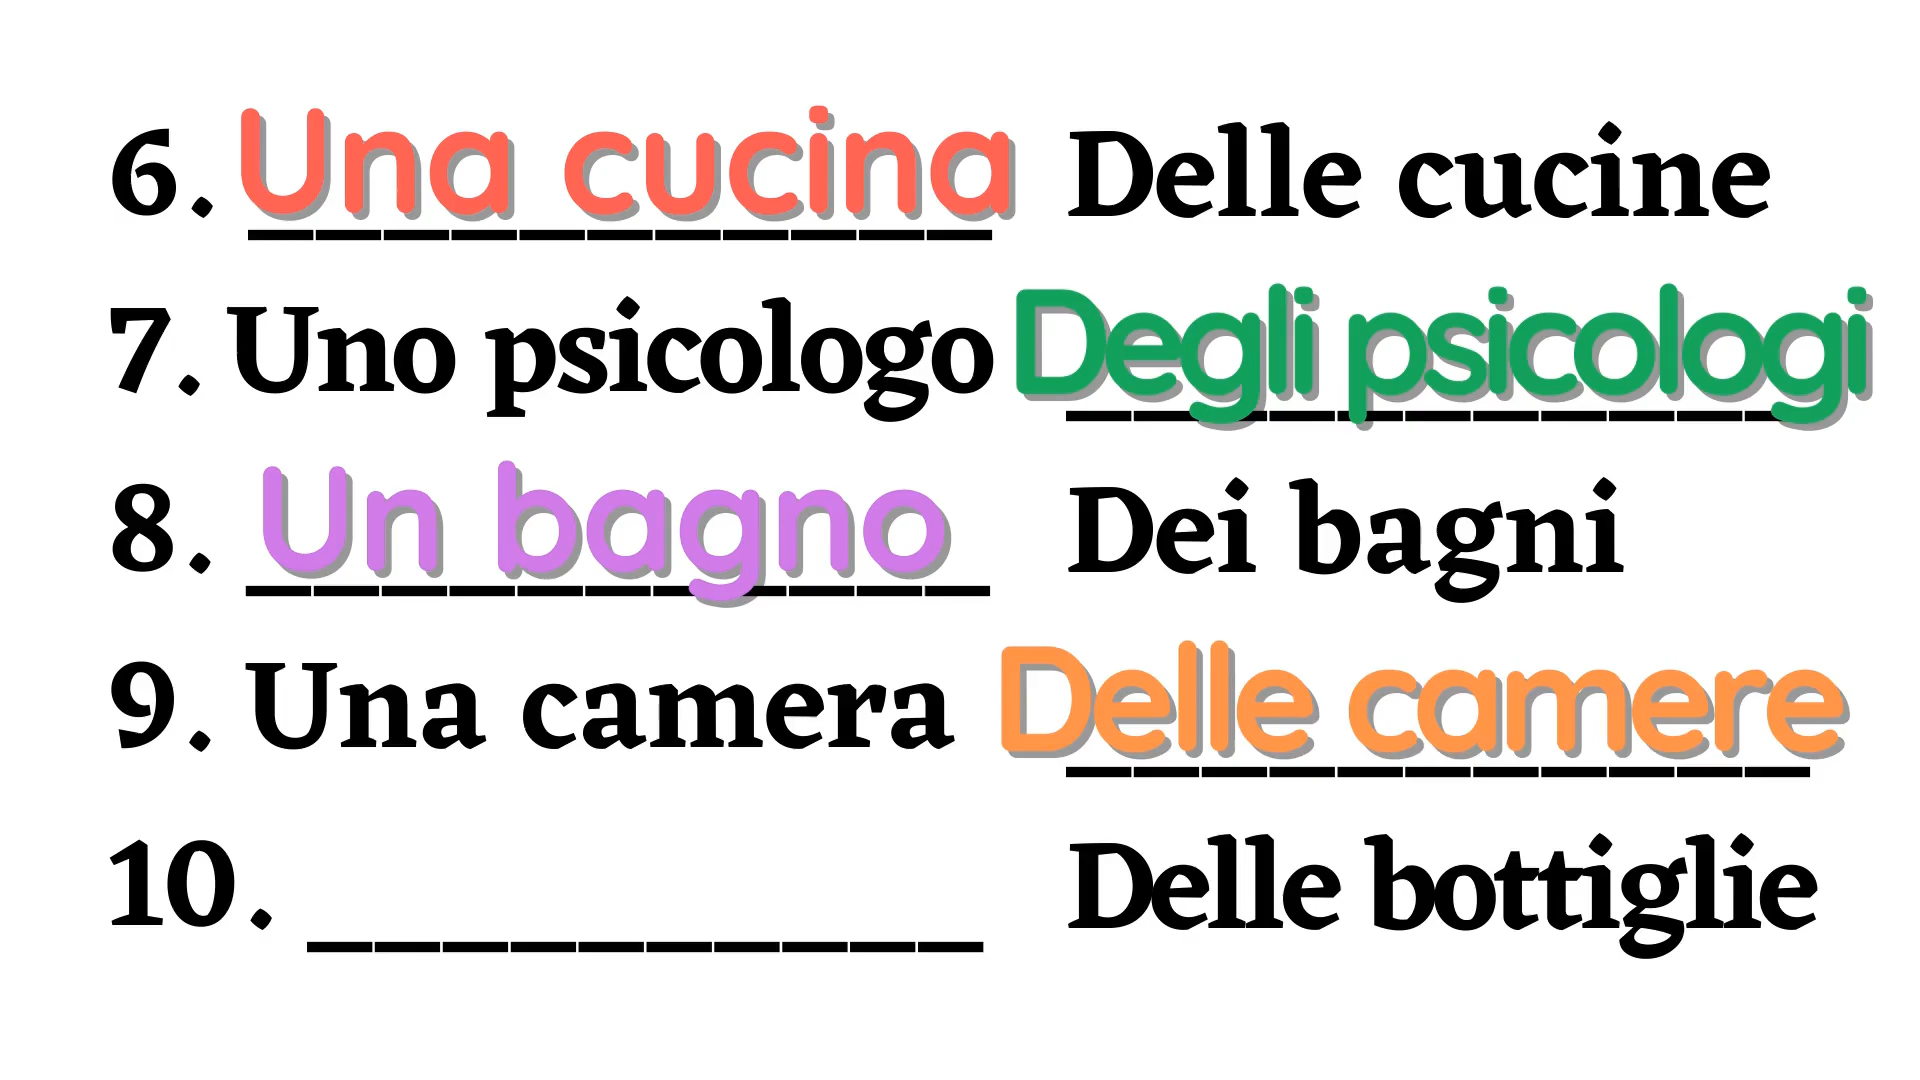 6. Una cucina Delle cucine
7. Uno psicologo Degli psicologi
8. Un bagno Dei bagni
9. Una camera Delle camere
10. __________ Delle bottiglie